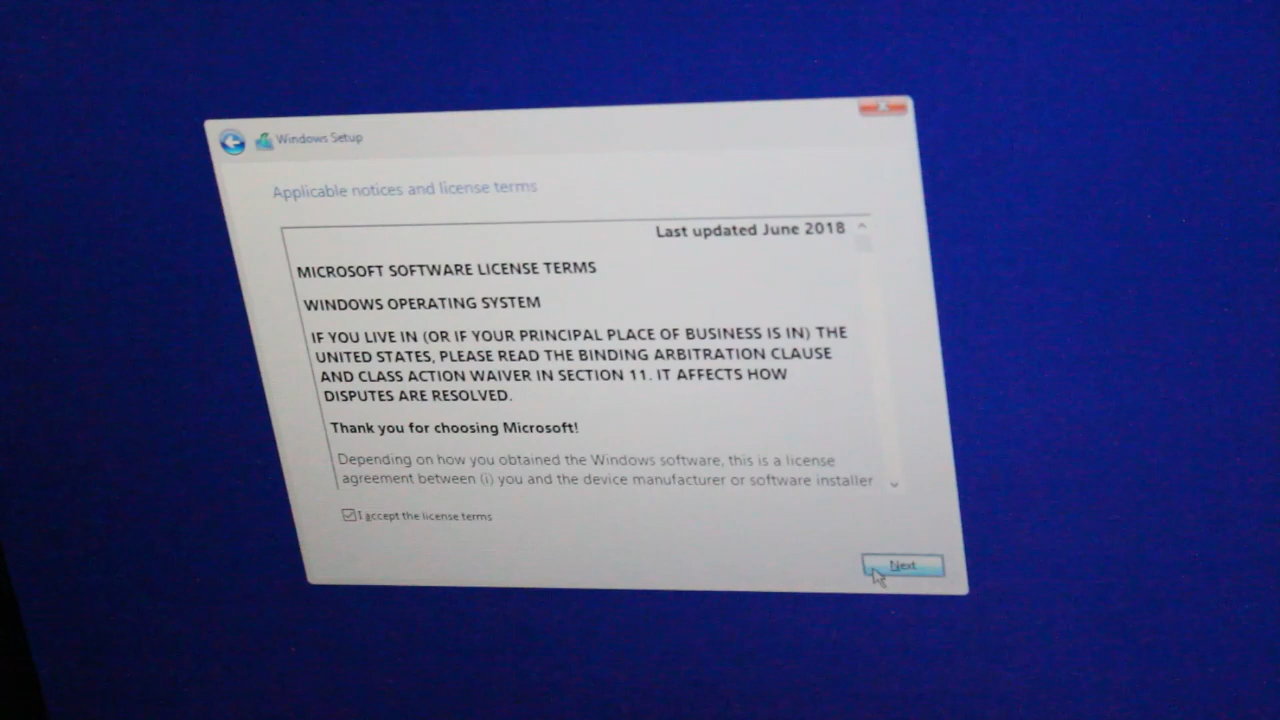 Windows Setup
Applicable notices and license terms
Last updated June 2018
MICROSOFT SOFTWARE LICENSE TERMS
WINDOWS OPERATING SYSTEM
IF YOU LIVE IN (OR IF YOUR PRINCIPAL PLACE OF BUSINESS IS IN) THE
UNITED STATES, PLEASE READ THE BINDING ARBITRATION CLAUSE
AND CLASS ACTION WAIVER IN SECTION 11. IT AFFECTS HOW
DISPUTES ARE RESOLVED.
Thank you for choosing Microsoft!
Depending on how you obtained the Windows software, this is a license
agreement between (i) you and the device manufacturer or software installer
I accept the license terms
Next